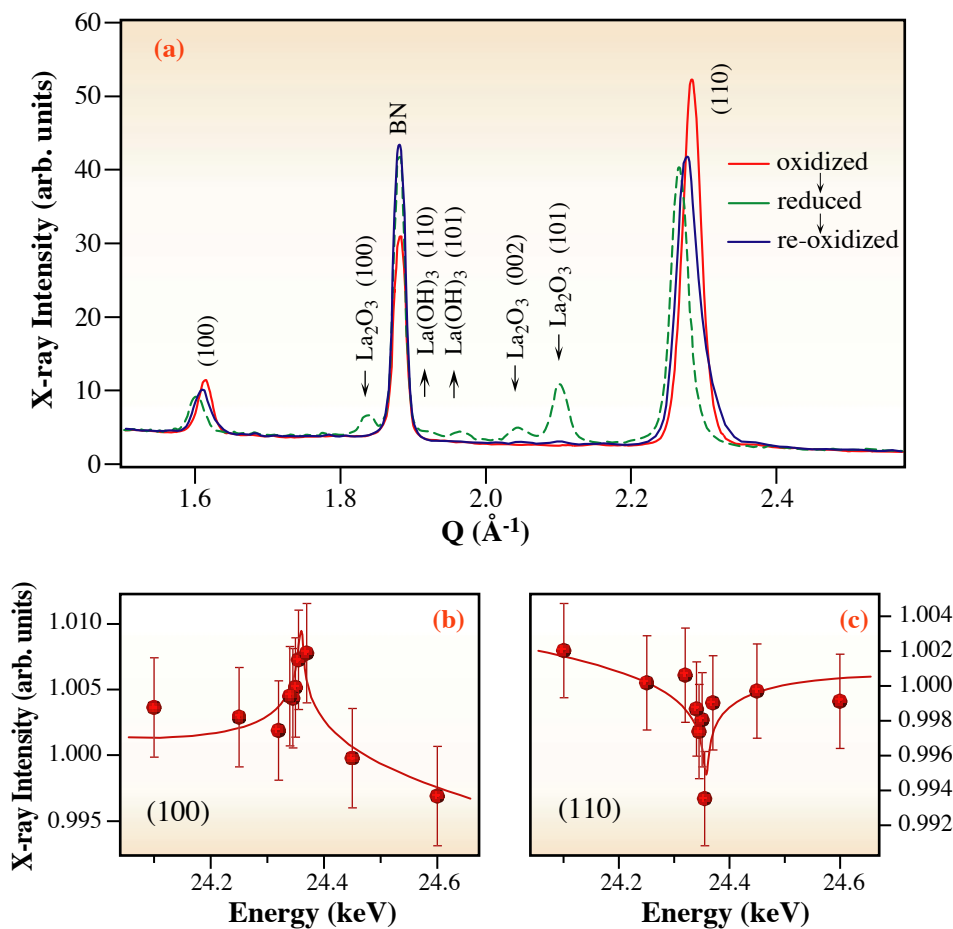 (a)
60
50
40
30
20
10
0
X-ray Intensity (arb. units)
(100)
La2O3 (100)
BN
La(OH)3 (110)
La(OH)3 (101)
La2O3 (002)
La2O3 (101)
(110)
oxidized
reduced
re-oxidized
1.6 1.8 2.0 2.2 2.4
Q (Å-1)
(b)
X-ray Intensity (arb. units)
1.010
1.005
1.000
0.995
(100)
24.2 24.4 24.6
Energy (keV)
(c)
1.004
1.002
1.000
0.998
0.996
0.994
0.992
(110)
24.2 24.4 24.6
Energy (keV)